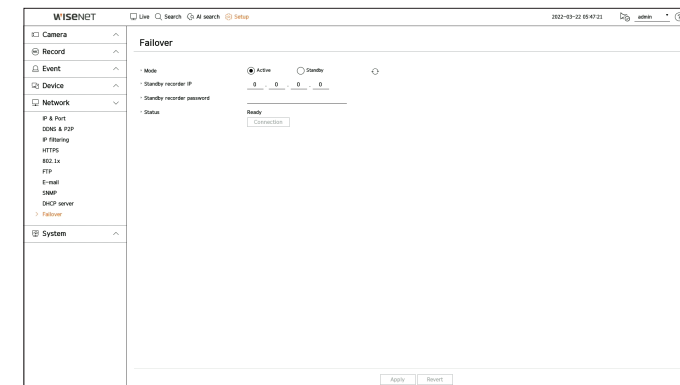 WISENET
Live Search AI search Setup 2022-03-22 05:47:21 admin
Camera
Record
Event
Device
Network
IP & Port
DDNS & P2P
IP filtering
HTTPS
802.1x
FTP
E-mail
SNMP
DHCP server
Failover
System
Failover
Mode Active Standby
Standby recorder IP 0 . 0 . 0 . 0
Standby recorder password
Status Ready
Connection
Apply Revert